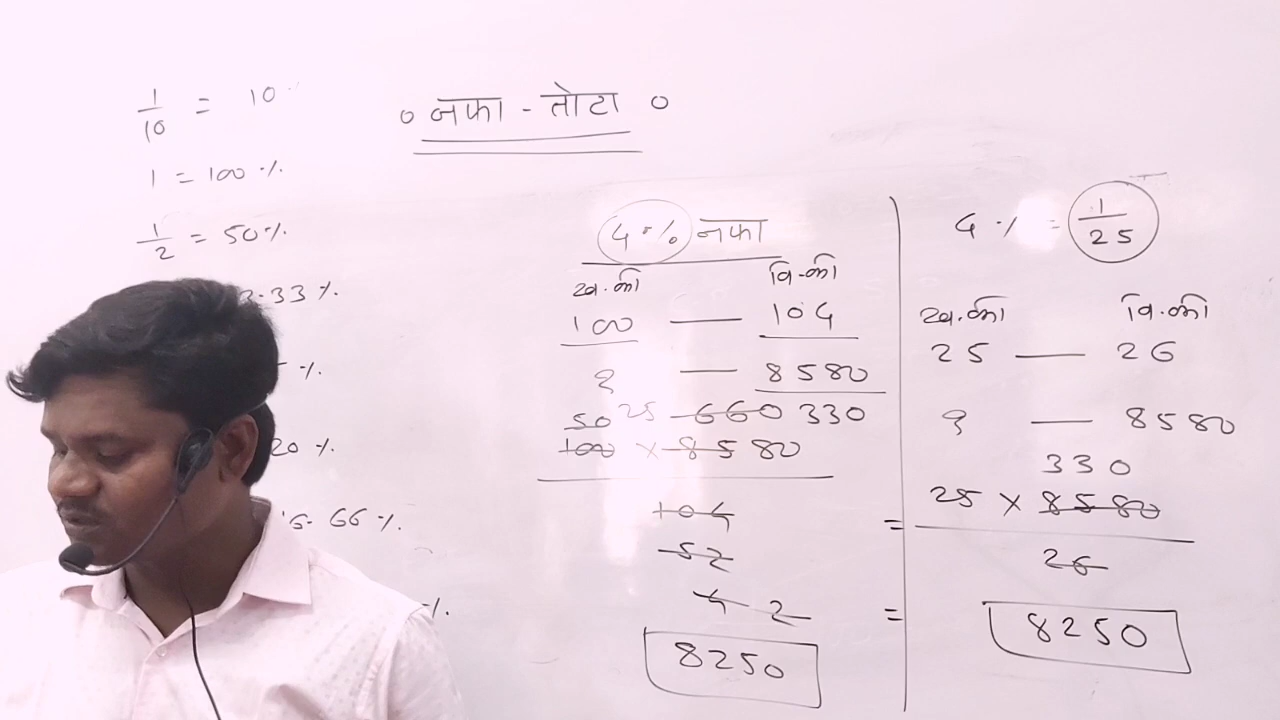 ० नफा - तोटा ०
1/10 = 10
1 = 100 %
1/2 = 50 %
33 %
%
20 %
66 %
%
4 % नफा
ख.की वि.की
100 — 104
? — 8580
50 25 660 330
100 × 8580
104
52
4 2
8250
4 % = 1/25
ख.की वि.की
25 — 26
? — 8580
330
= 25 × 8580
26
= 8250